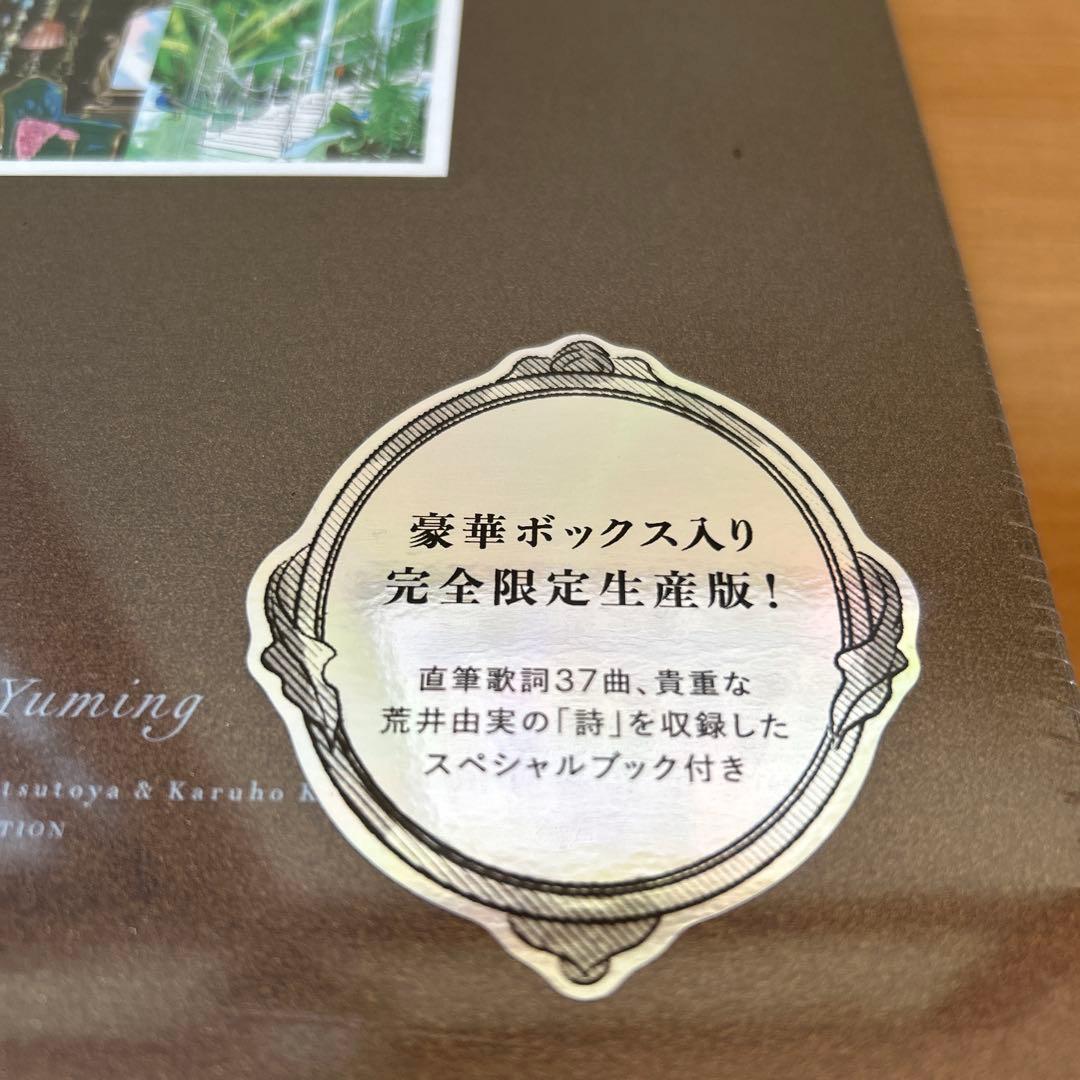 豪華ボックス入り
完全限定生産版!
直筆歌詞37曲、貴重な
荒井由実の「詩」を収録した
スペシャルブック付き
Yuming
& Karuho